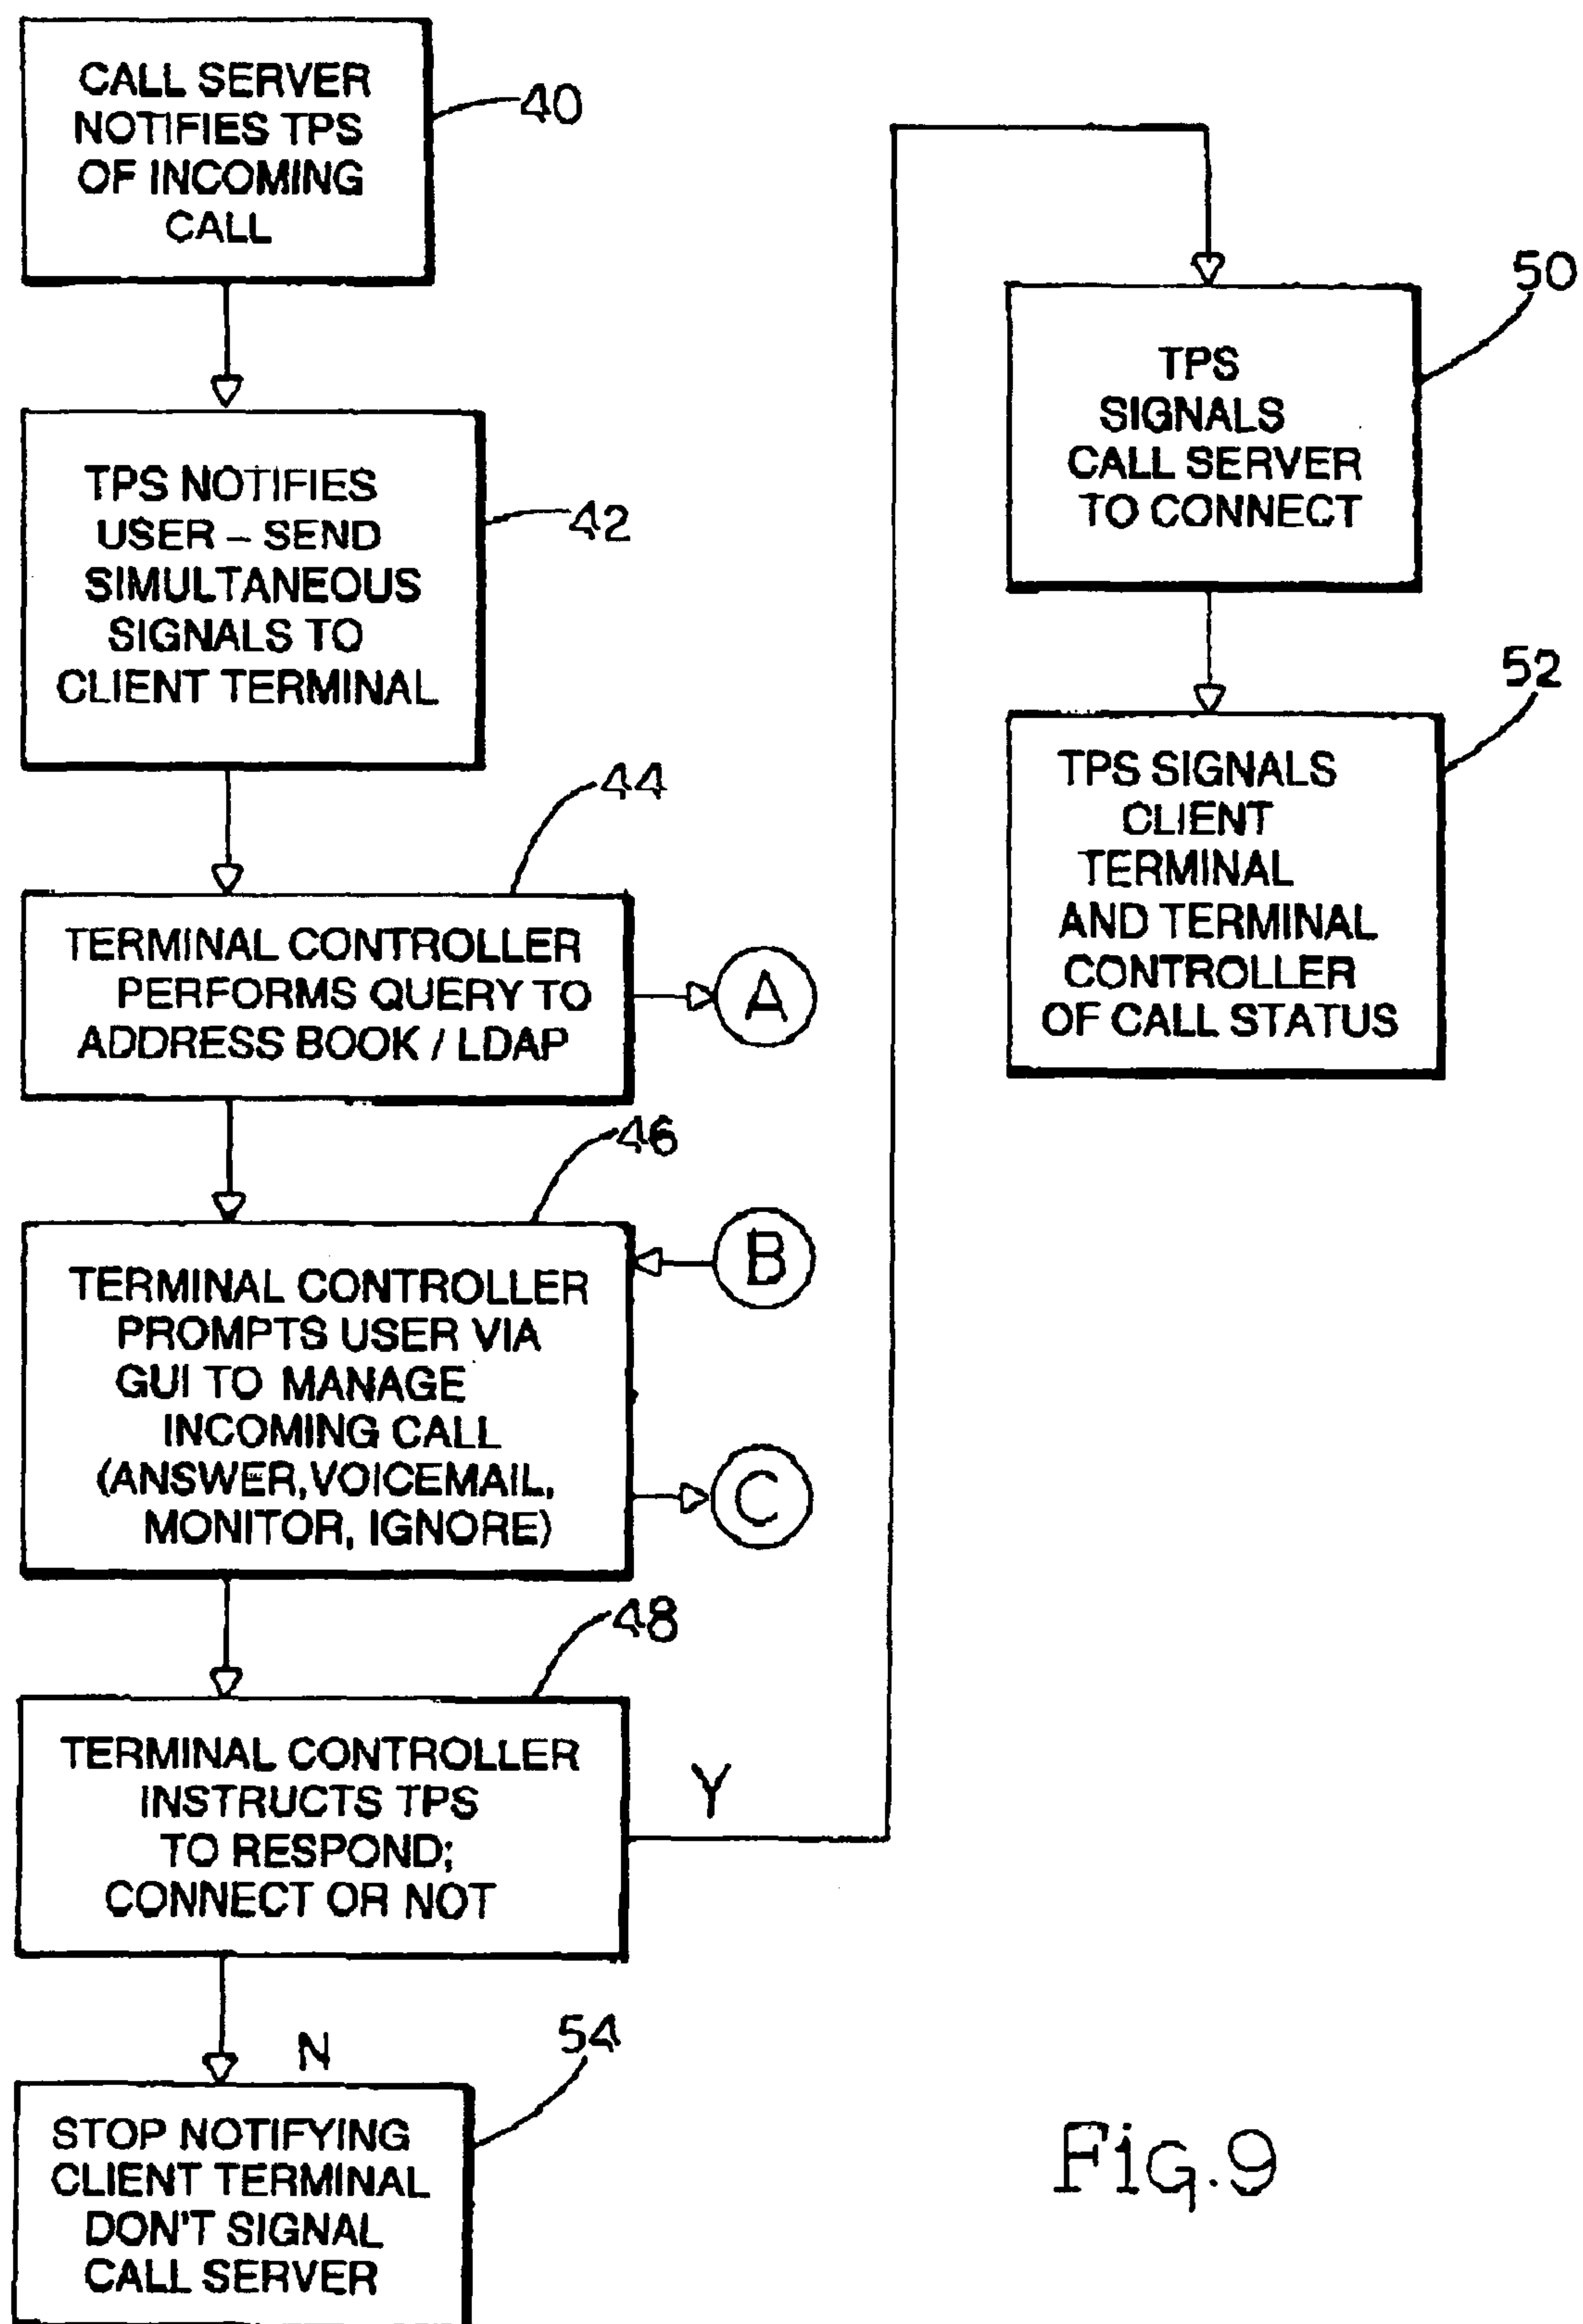 CALL SERVER
NOTIFIES TPS
OF INCOMING
CALL
40
TPS NOTIFIES
USER – SEND
SIMULTANEOUS
SIGNALS TO
CLIENT TERMINAL
42
44
TERMINAL CONTROLLER
PERFORMS QUERY TO
ADDRESS BOOK / LDAP
A
46
TERMINAL CONTROLLER
PROMPTS USER VIA
GUI TO MANAGE
INCOMING CALL
(ANSWER, VOICEMAIL,
MONITOR, IGNORE)
B
C
48
TERMINAL CONTROLLER
INSTRUCTS TPS
TO RESPOND;
CONNECT OR NOT
Y
N
54
STOP NOTIFYING
CLIENT TERMINAL
DON'T SIGNAL
CALL SERVER
50
TPS
SIGNALS
CALL SERVER
TO CONNECT
52
TPS SIGNALS
CLIENT
TERMINAL
AND TERMINAL
CONTROLLER
OF CALL STATUS
FIG. 9